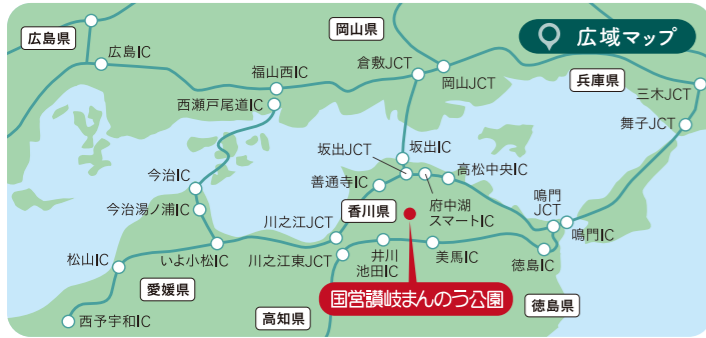 広域マップ
広島県
岡山県
兵庫県
広島IC
福山西IC
倉敷JCT
岡山JCT
三木JCT
西瀬戸尾道IC
舞子JCT
坂出JCT
坂出IC
今治IC
善通寺IC
高松中央IC
今治湯ノ浦IC
香川県
府中湖
スマートIC
鳴門
JCT
鳴門IC
川之江JCT
松山IC
いよ小松IC
川之江東JCT
井川
池田IC
美馬IC
徳島IC
愛媛県
国営讃岐まんのう公園
徳島県
西予宇和IC
高知県